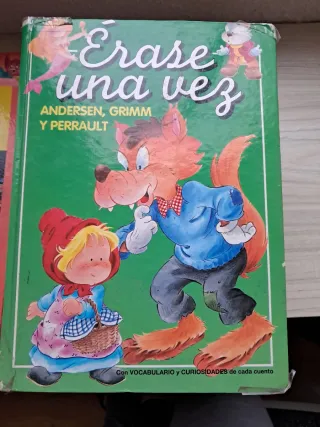 Érase
una vez
ANDERSEN, GRIMM
Y PERRAULT
Con VOCABULARIO y CURIOSIDADES de cada cuento